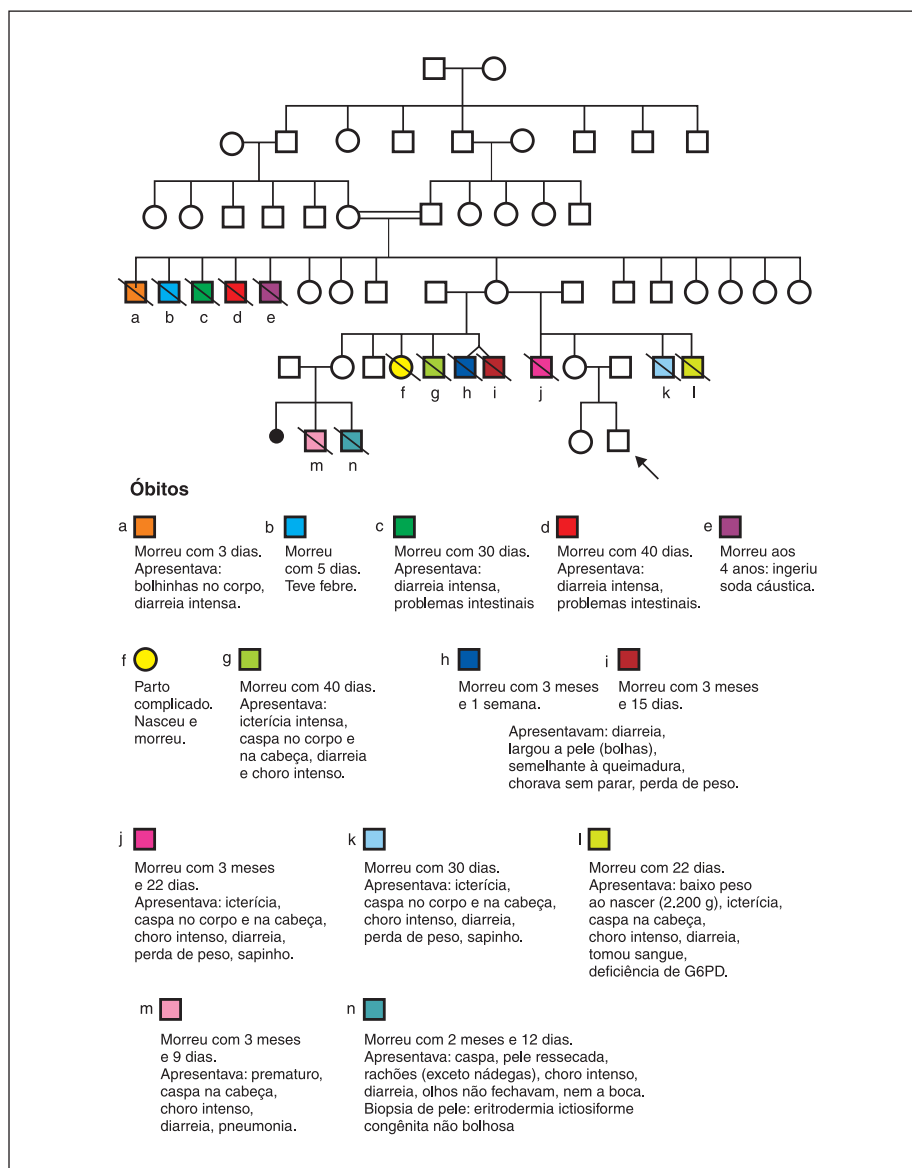 a b c d e
f g h i j k l
m n
Óbitos
a
Morreu com 3 dias.
Apresentava:
bolhinhas no corpo,
diarreia intensa.
b
Morreu
com 5 dias.
Teve febre.
c
Morreu com 30 dias.
Apresentava:
diarreia intensa,
problemas intestinais
d
Morreu com 40 dias.
Apresentava:
diarreia intensa,
problemas intestinais.
e
Morreu aos
4 anos: ingeriu
soda cáustica.
f
Parto
complicado.
Nasceu e
morreu.
g
Morreu com 40 dias.
Apresentava:
icterícia intensa,
caspa no corpo e
na cabeça, diarreia
e choro intenso.
h
Morreu com 3 meses
e 1 semana.
i
Morreu com 3 meses
e 15 dias.
Apresentavam: diarreia,
largou a pele (bolhas),
semelhante à queimadura,
chorava sem parar, perda de peso.
j
Morreu com 3 meses
e 22 dias.
Apresentava: icterícia,
caspa no corpo e na cabeça,
choro intenso, diarreia,
perda de peso, sapinho.
k
Morreu com 30 dias.
Apresentava: icterícia,
caspa no corpo e na cabeça,
choro intenso, diarreia,
perda de peso, sapinho.
l
Morreu com 22 dias.
Apresentava: baixo peso
ao nascer (2.200 g), icterícia,
caspa na cabeça,
choro intenso, diarreia,
tomou sangue,
deficiência de G6PD.
m
Morreu com 3 meses
e 9 dias.
Apresentava: prematuro,
caspa na cabeça,
choro intenso,
diarreia, pneumonia.
n
Morreu com 2 meses e 12 dias.
Apresentava: caspa, pele ressecada,
rachões (exceto nádegas), choro intenso,
diarreia, olhos não fechavam, nem a boca.
Biopsia de pele: eritrodermia ictiosiforme
congênita não bolhosa